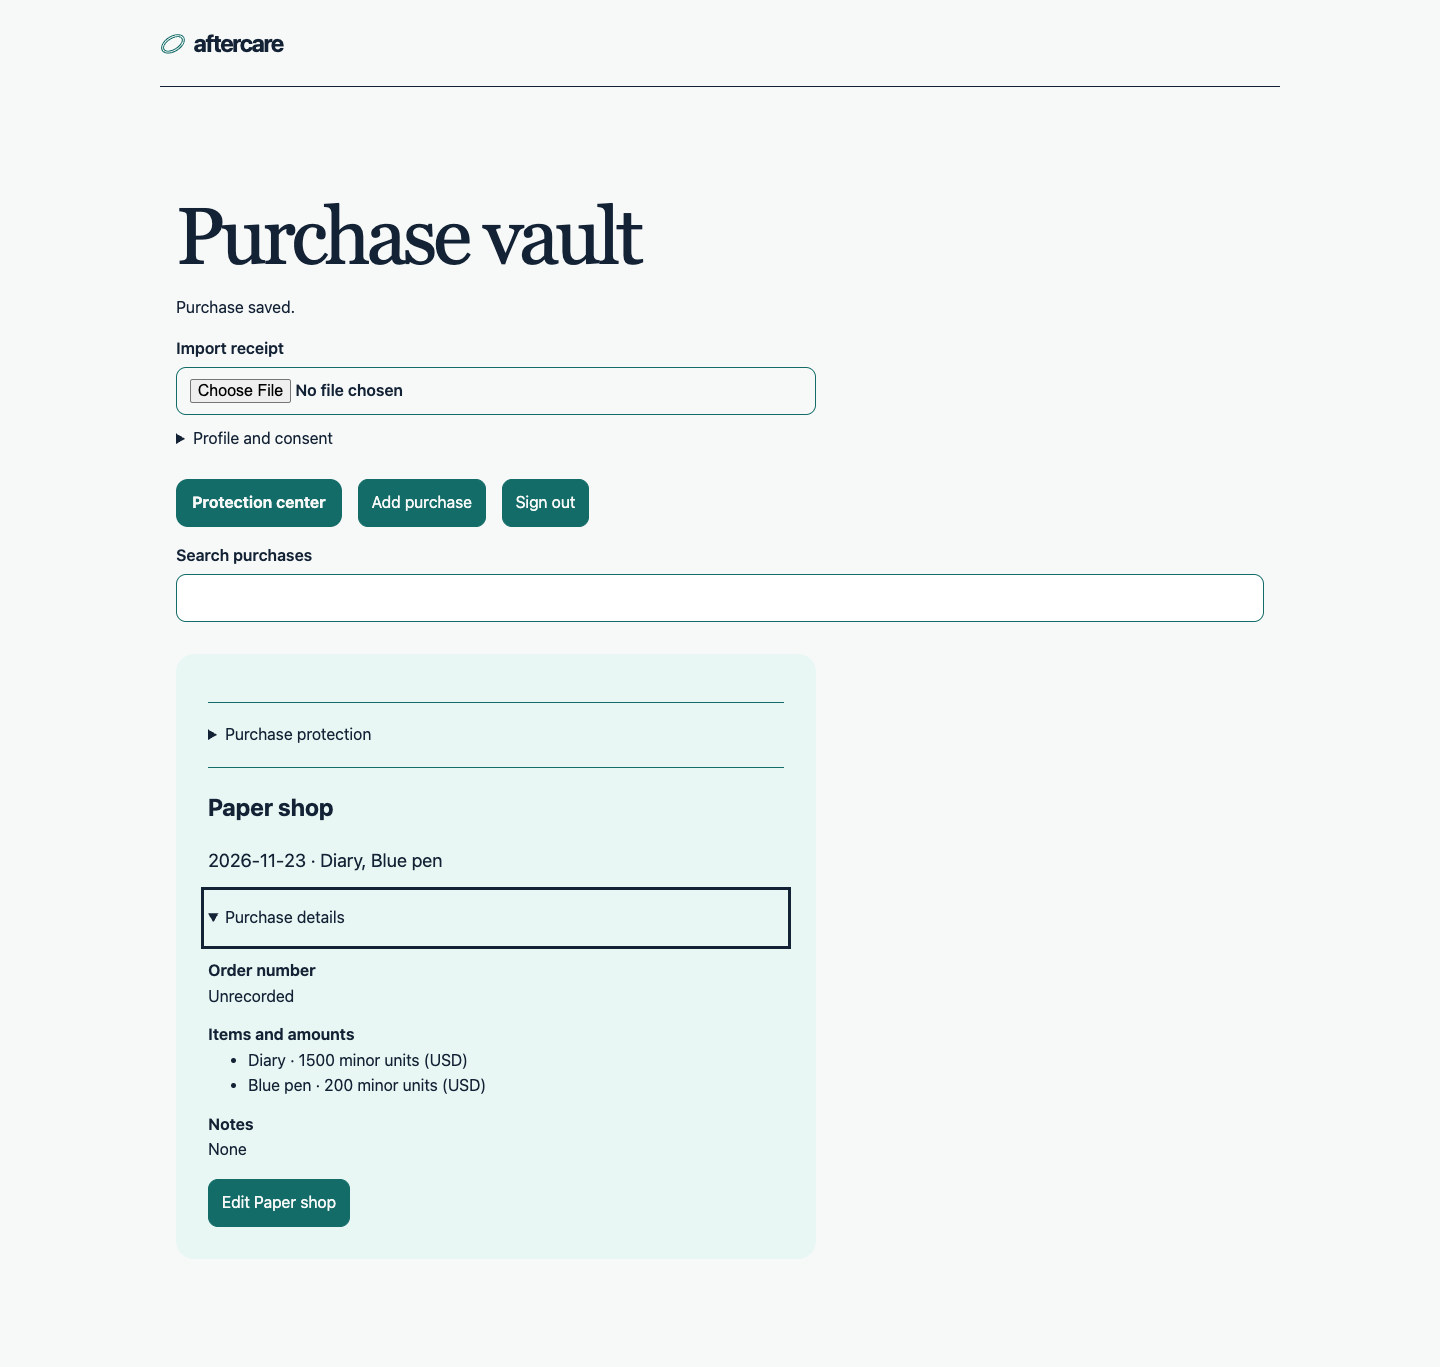 aftercare
Purchase vault
Purchase saved.
Import receipt
Choose File No file chosen
Profile and consent
Protection center Add purchase Sign out
Search purchases
Purchase protection
Paper shop
2026-11-23 · Diary, Blue pen
Purchase details
Order number
Unrecorded
Items and amounts
• Diary · 1500 minor units (USD)
• Blue pen · 200 minor units (USD)
Notes
None
Edit Paper shop